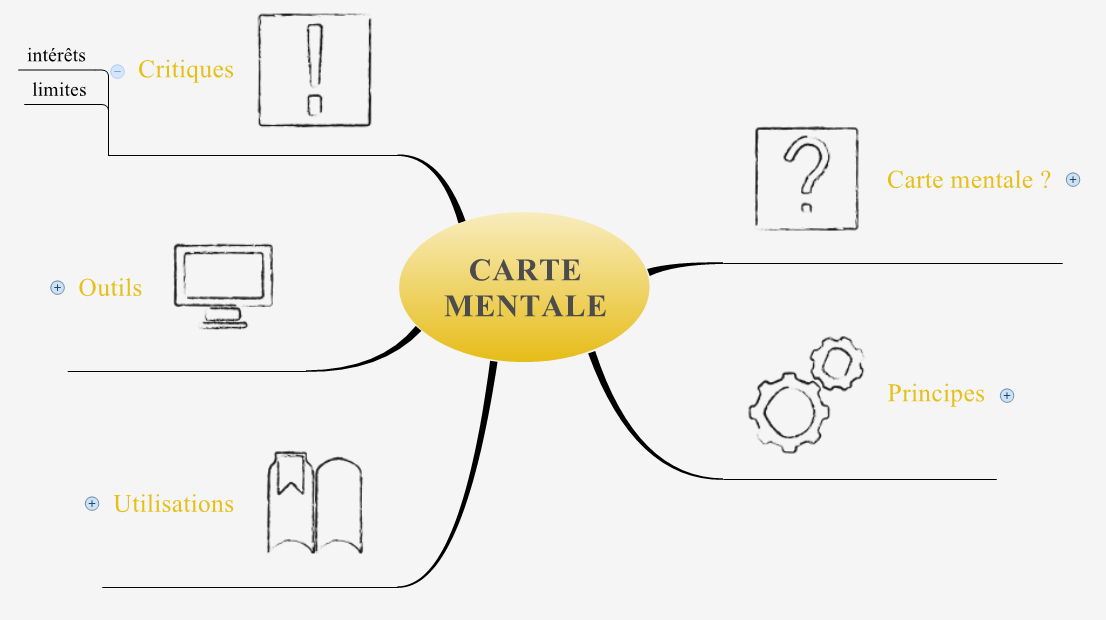 intérêts
limites
Critiques
Carte mentale ?
CARTE
MENTALE
Outils
Principes
Utilisations